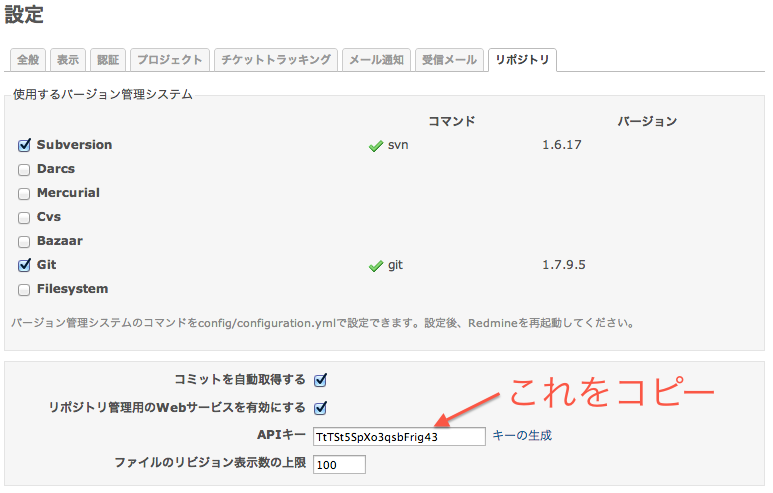 設定
全般 表示 認証 プロジェクト チケットトラッキング メール通知 受信メール リポジトリ
使用するバージョン管理システム
コマンド バージョン
Subversion svn 1.6.17
Darcs
Mercurial
Cvs
Bazaar
Git git 1.7.9.5
Filesystem
バージョン管理システムのコマンドをconfig/configuration.ymlで設定できます。設定後、Redmineを再起動してください。
コミットを自動取得する
これをコピー
リポジトリ管理用のWebサービスを有効にする
APIキー TtTSt5SpXo3qsbFrig43 キーの生成
ファイルのリビジョン表示数の上限 100